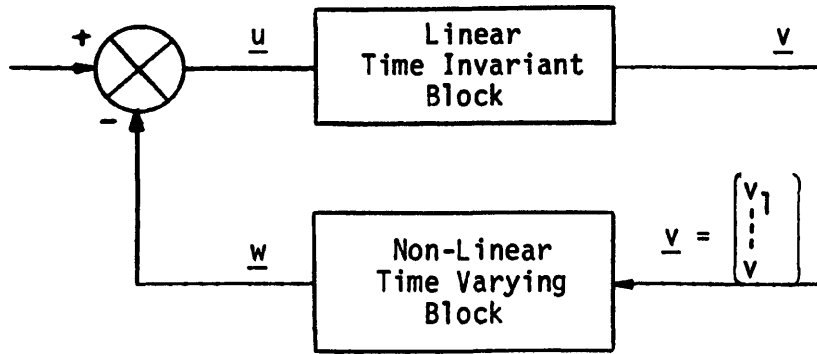 +
u
Linear
Time Invariant
Block
v
-
w
Non-Linear
Time Varying
Block
v =
v1
v